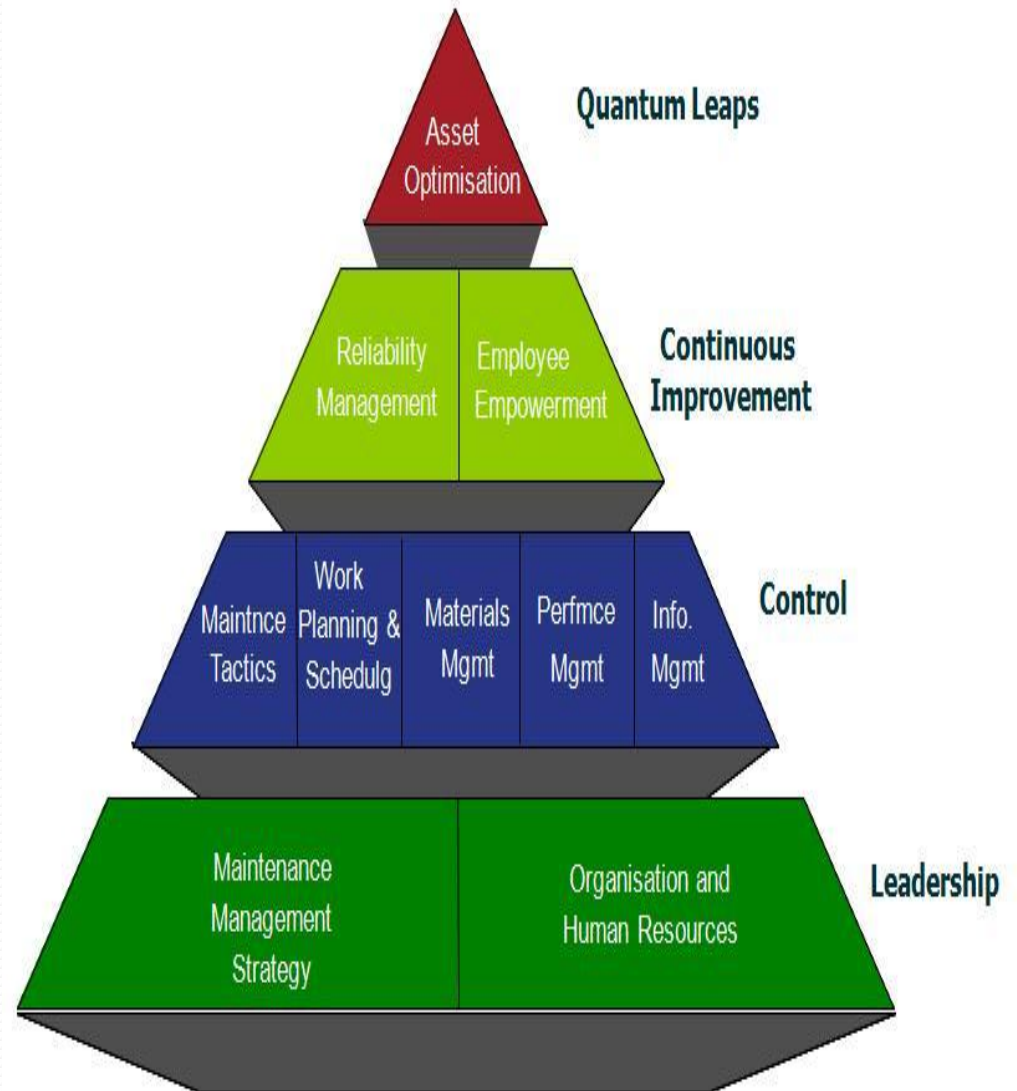 Asset
Optimisation
Quantum Leaps
Reliability
Management
Employee
Empowerment
Continuous
Improvement
Maintnce
Tactics
Work
Planning &
Schedulg
Materials
Mgmt
Perfmce
Mgmt
Info.
Mgmt
Control
Maintenance
Management
Strategy
Organisation and
Human Resources
Leadership